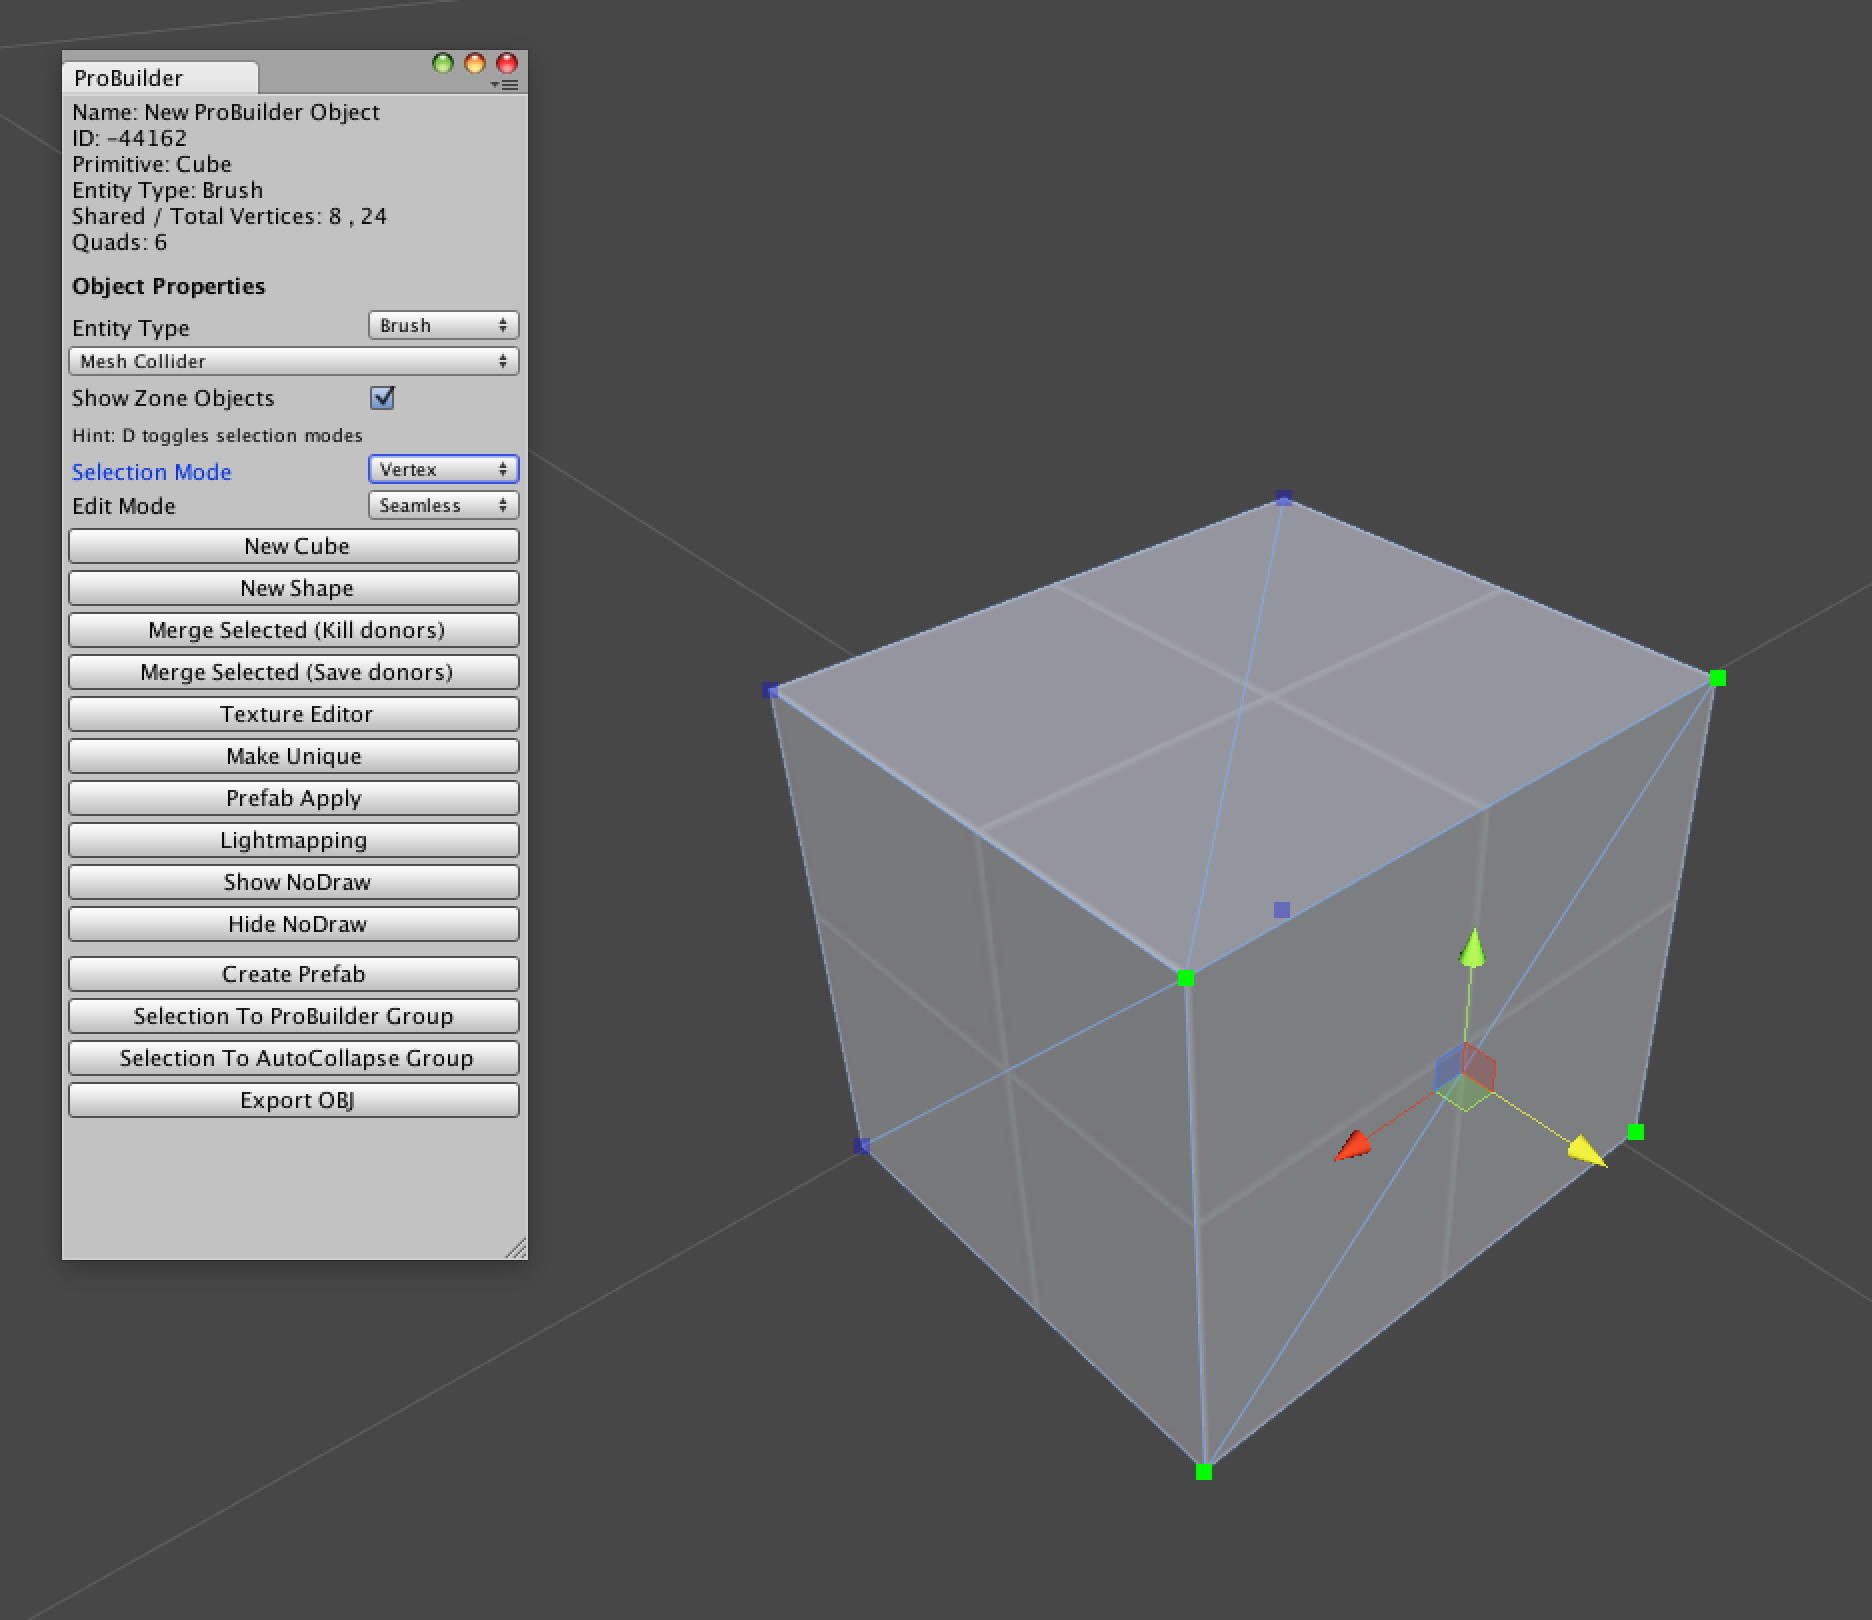 ProBuilder
Name: New ProBuilder Object
ID: -44162
Primitive: Cube
Entity Type: Brush
Shared / Total Vertices: 8 , 24
Quads: 6
Object Properties
Entity Type Brush
Mesh Collider
Show Zone Objects
Hint: D toggles selection modes
Selection Mode Vertex
Edit Mode Seamless
New Cube
New Shape
Merge Selected (Kill donors)
Merge Selected (Save donors)
Texture Editor
Make Unique
Prefab Apply
Lightmapping
Show NoDraw
Hide NoDraw
Create Prefab
Selection To ProBuilder Group
Selection To AutoCollapse Group
Export OBJ